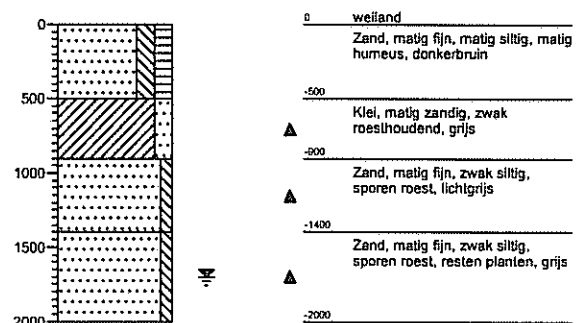 0
500
1000
1500
2000
0 weiland
Zand, matig fijn, matig siltig, matig
humeus, donkerbruin
-500
Klei, matig zandig, zwak
roesthoudend, grijs
-900
Zand, matig fijn, zwak siltig,
sporen roest, lichtgrijs
-1400
Zand, matig fijn, zwak siltig,
sporen roest, resten planten, grijs
-2000